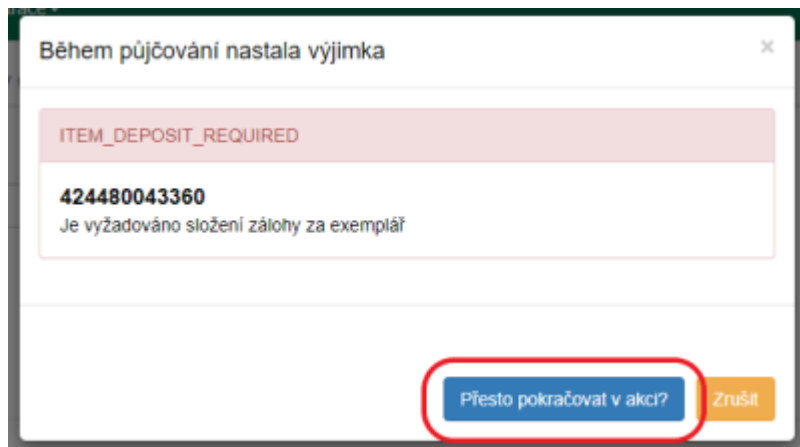 Během půjčování nastala výjimka
×
ITEM_DEPOSIT_REQUIRED
424480043360
Je vyžadováno složení zálohy za exemplář
Přesto pokračovat v akci?
Zrušit